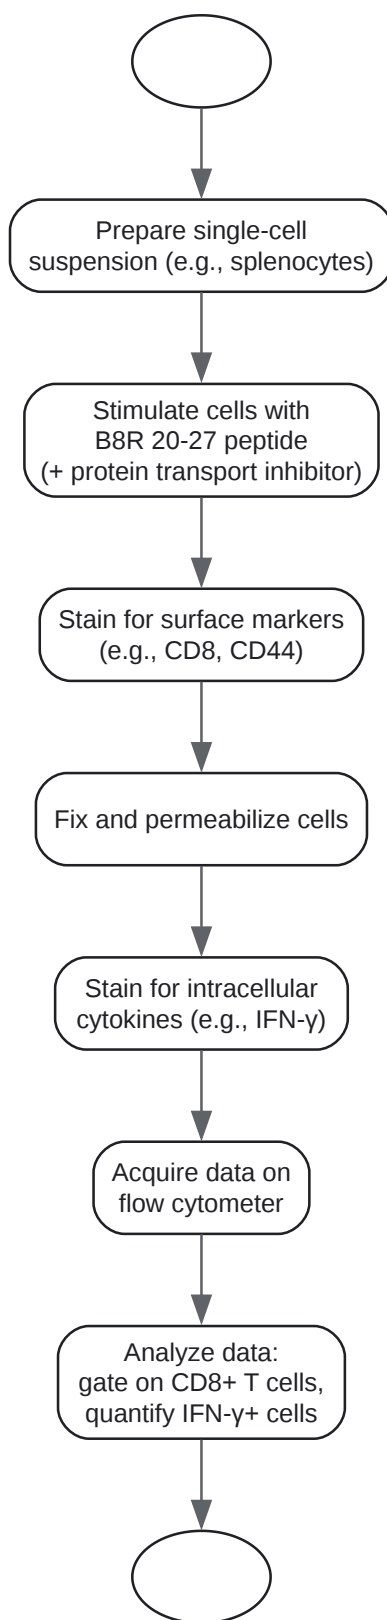 Prepare single-cell
suspension (e.g., splenocytes)
Stimulate cells with
B8R 20-27 peptide
(+ protein transport inhibitor)
Stain for surface markers
(e.g., CD8, CD44)
Fix and permeabilize cells
Stain for intracellular
cytokines (e.g., IFN-γ)
Acquire data on
flow cytometer
Analyze data:
gate on CD8+ T cells,
quantify IFN-γ+ cells